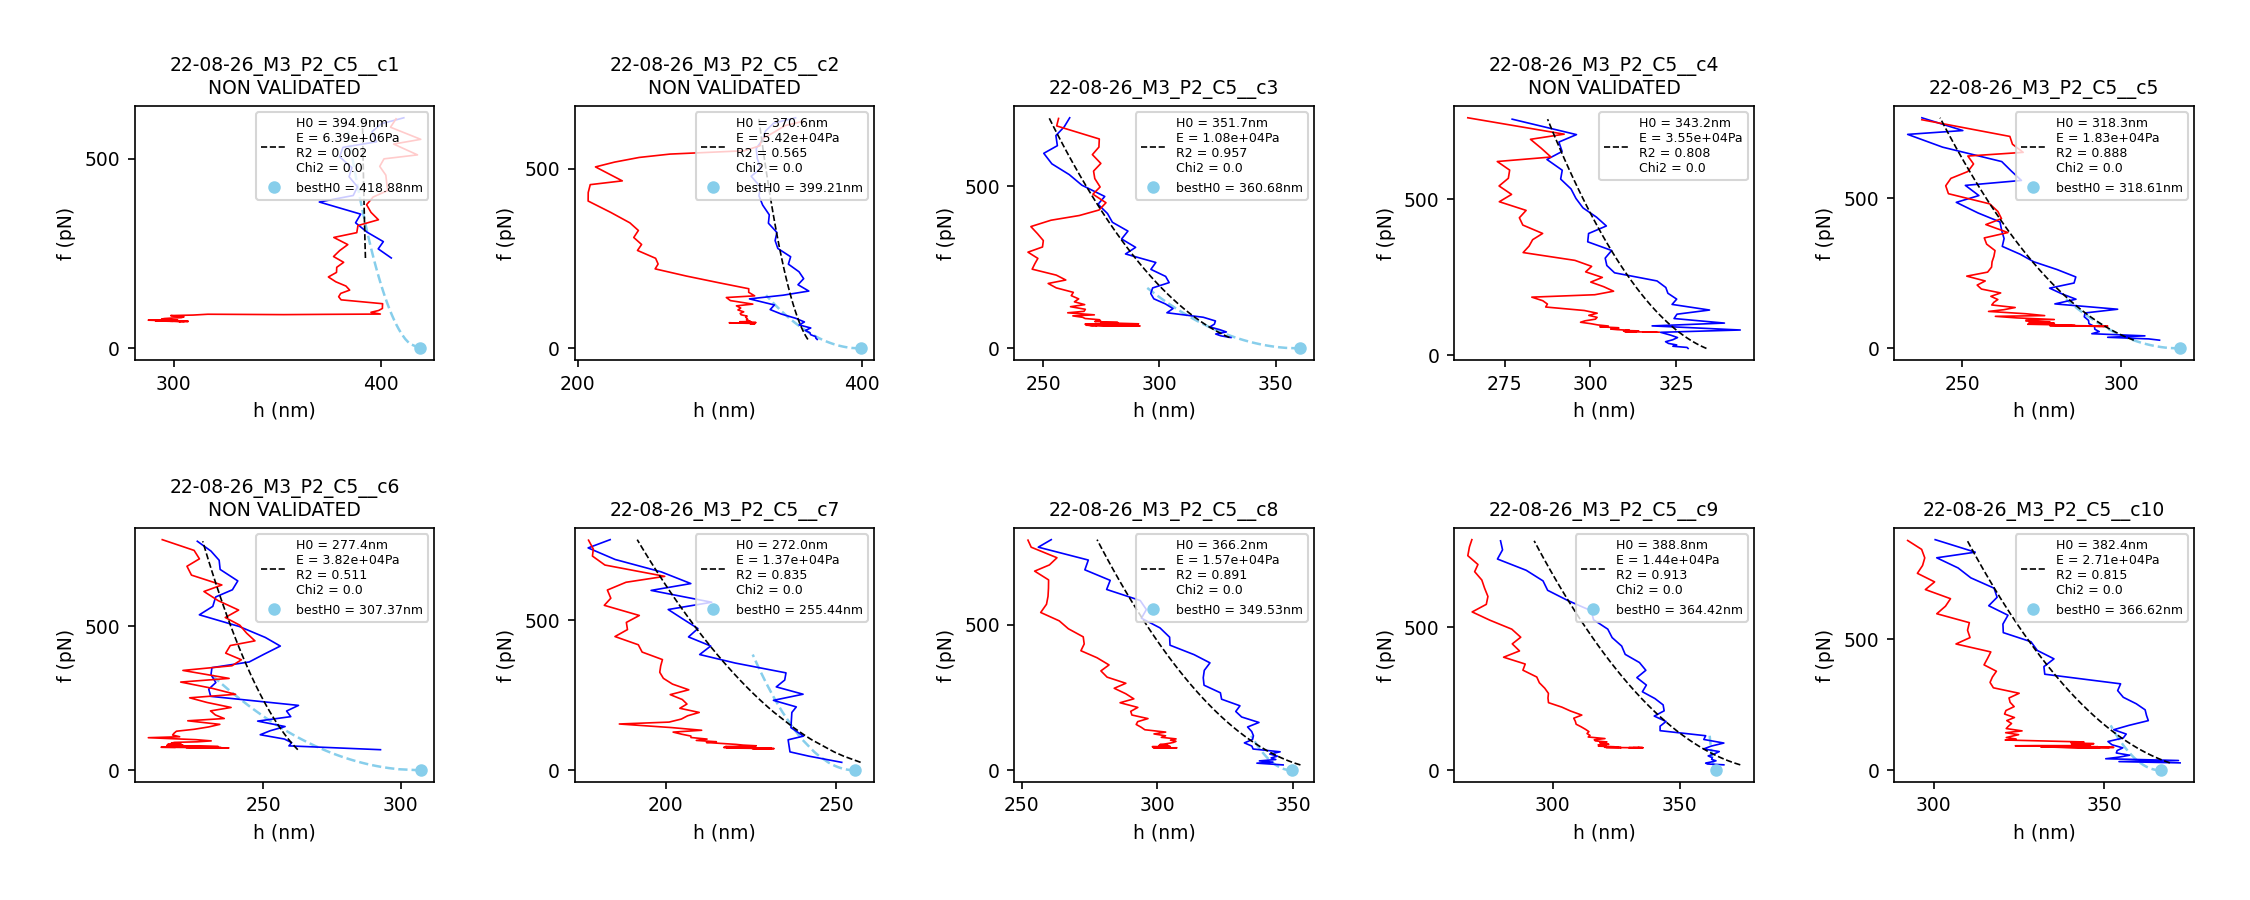 22-08-26_M3_P2_C5__c1
NON VALIDATED
H0 = 394.9nm
E = 6.39e+06Pa
R2 = 0.002
Chi2 = 0.0
bestH0 = 418.88nm
500
0
f (pN)
300
400
h (nm)
22-08-26_M3_P2_C5__c2
NON VALIDATED
H0 = 370.6nm
E = 5.42e+04Pa
R2 = 0.565
Chi2 = 0.0
bestH0 = 399.21nm
500
0
f (pN)
200
400
h (nm)
22-08-26_M3_P2_C5__c3
H0 = 351.7nm
E = 1.08e+04Pa
R2 = 0.957
Chi2 = 0.0
bestH0 = 360.68nm
500
0
f (pN)
250
300
350
h (nm)
22-08-26_M3_P2_C5__c4
NON VALIDATED
H0 = 343.2nm
E = 3.55e+04Pa
R2 = 0.808
Chi2 = 0.0
500
0
f (pN)
275
300
325
h (nm)
22-08-26_M3_P2_C5__c5
H0 = 318.3nm
E = 1.83e+04Pa
R2 = 0.888
Chi2 = 0.0
bestH0 = 318.61nm
500
0
f (pN)
250
300
h (nm)
22-08-26_M3_P2_C5__c6
NON VALIDATED
H0 = 277.4nm
E = 3.82e+04Pa
R2 = 0.511
Chi2 = 0.0
bestH0 = 307.37nm
500
0
f (pN)
250
300
h (nm)
22-08-26_M3_P2_C5__c7
H0 = 272.0nm
E = 1.37e+04Pa
R2 = 0.835
Chi2 = 0.0
bestH0 = 255.44nm
500
0
f (pN)
200
250
h (nm)
22-08-26_M3_P2_C5__c8
H0 = 366.2nm
E = 1.57e+04Pa
R2 = 0.891
Chi2 = 0.0
bestH0 = 349.53nm
500
0
f (pN)
250
300
350
h (nm)
22-08-26_M3_P2_C5__c9
H0 = 388.8nm
E = 1.44e+04Pa
R2 = 0.913
Chi2 = 0.0
bestH0 = 364.42nm
500
0
f (pN)
300
350
h (nm)
22-08-26_M3_P2_C5__c10
H0 = 382.4nm
E = 2.71e+04Pa
R2 = 0.815
Chi2 = 0.0
bestH0 = 366.62nm
500
0
f (pN)
300
350
h (nm)